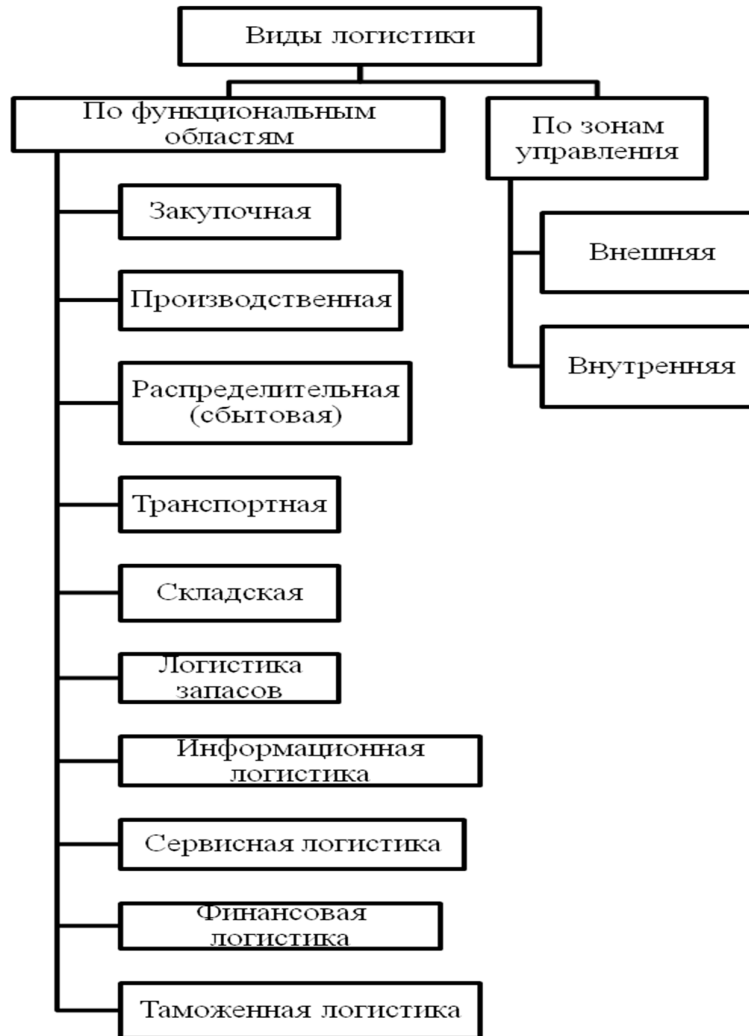 Виды логистики
По функциональным
областям
По зонам
управления
Закупочная
Производственная
Распределительная
(сбытовая)
Транспортная
Складская
Логистика
запасов
Информационная
логистика
Сервисная логистика
Финансовая
логистика
Таможенная логистика
Внешняя
Внутренняя